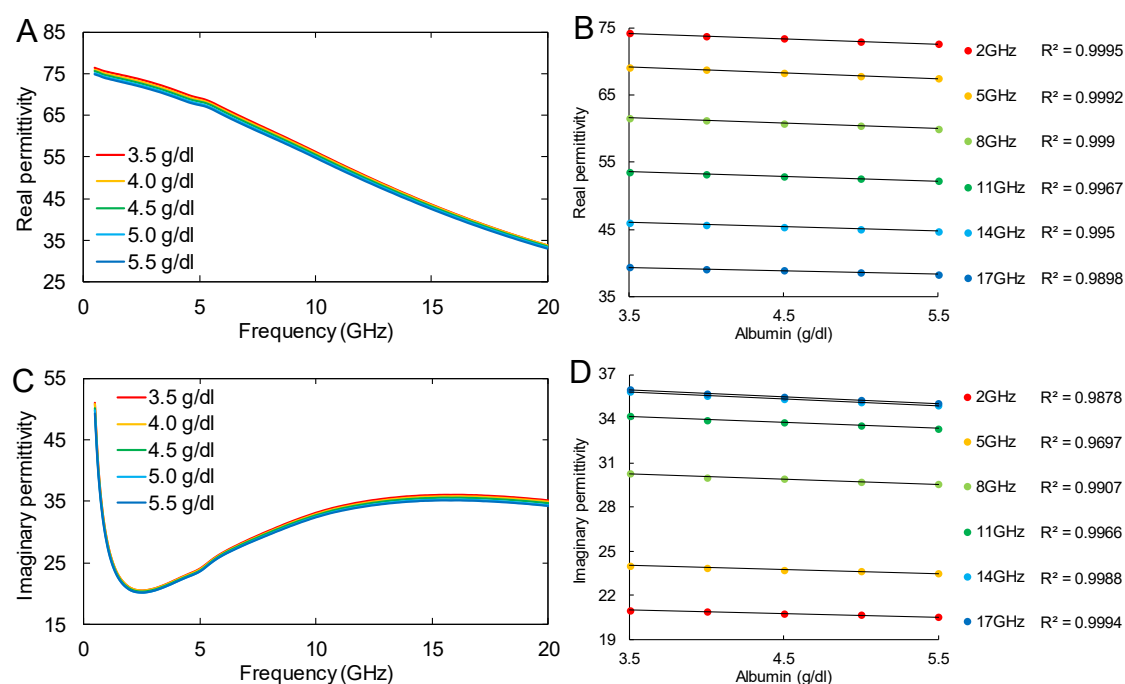 A
85
75
65
55
45
35
25
Real permittivity
3.5 g/dl
4.0 g/dl
4.5 g/dl
5.0 g/dl
5.5 g/dl
0 5 10 15 20
Frequency (GHz)
B
75
65
55
45
35
Real permittivity
3.5 4.5 5.5
Albumin (g/dl)
2GHz R² = 0.9995
5GHz R² = 0.9992
8GHz R² = 0.999
11GHz R² = 0.9967
14GHz R² = 0.995
17GHz R² = 0.9898
C
55
45
35
25
15
Imaginary permittivity
3.5 g/dl
4.0 g/dl
4.5 g/dl
5.0 g/dl
5.5 g/dl
0 5 10 15 20
Frequency (GHz)
D
37
34
31
28
25
22
19
Imaginary permittivity
3.5 4.5 5.5
Albumin (g/dl)
2GHz R² = 0.9878
5GHz R² = 0.9697
8GHz R² = 0.9907
11GHz R² = 0.9966
14GHz R² = 0.9988
17GHz R² = 0.9994